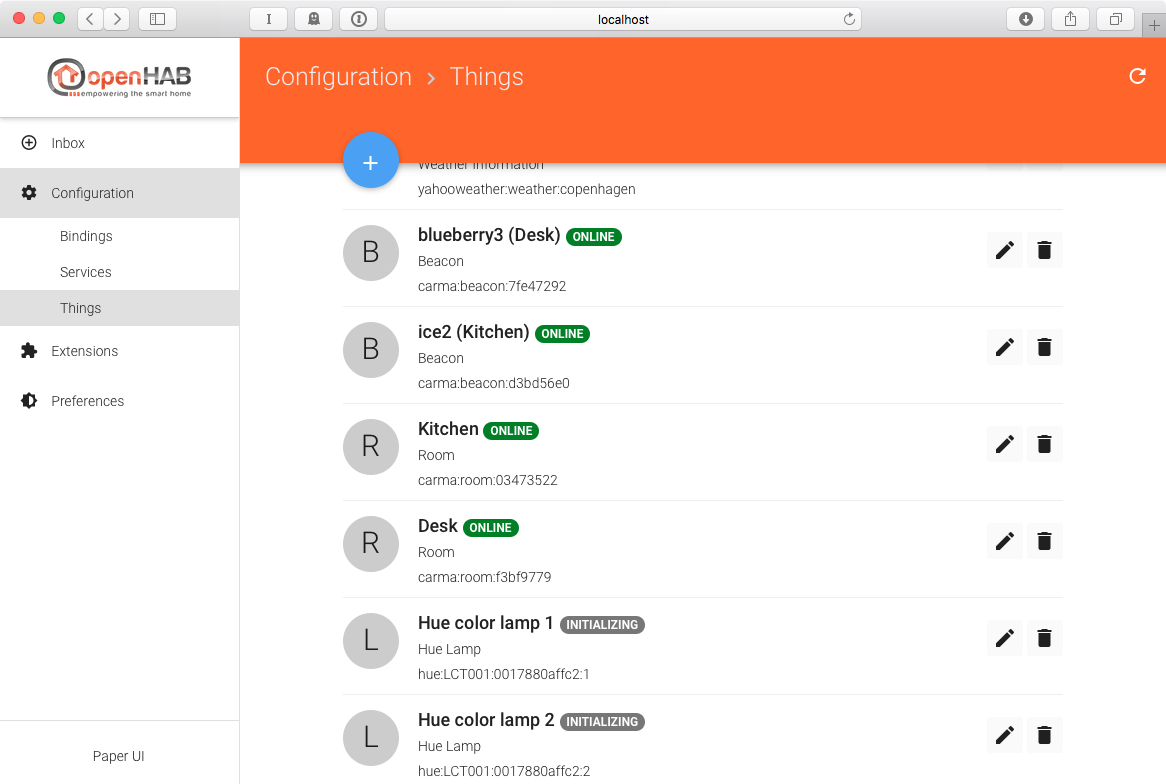 localhost
openHAB
empowering the smart home
Configuration > Things
Inbox
Configuration
Bindings
Services
Things
Extensions
Preferences
Paper UI
Weather Information
yahooweather:weather:copenhagen
B
blueberry3 (Desk) ONLINE
Beacon
carma:beacon:7fe47292
B
ice2 (Kitchen) ONLINE
Beacon
carma:beacon:d3bd56e0
R
Kitchen ONLINE
Room
carma:room:03473522
R
Desk ONLINE
Room
carma:room:f3bf9779
L
Hue color lamp 1 INITIALIZING
Hue Lamp
hue:LCT001:0017880affc2:1
L
Hue color lamp 2 INITIALIZING
Hue Lamp
hue:LCT001:0017880affc2:2